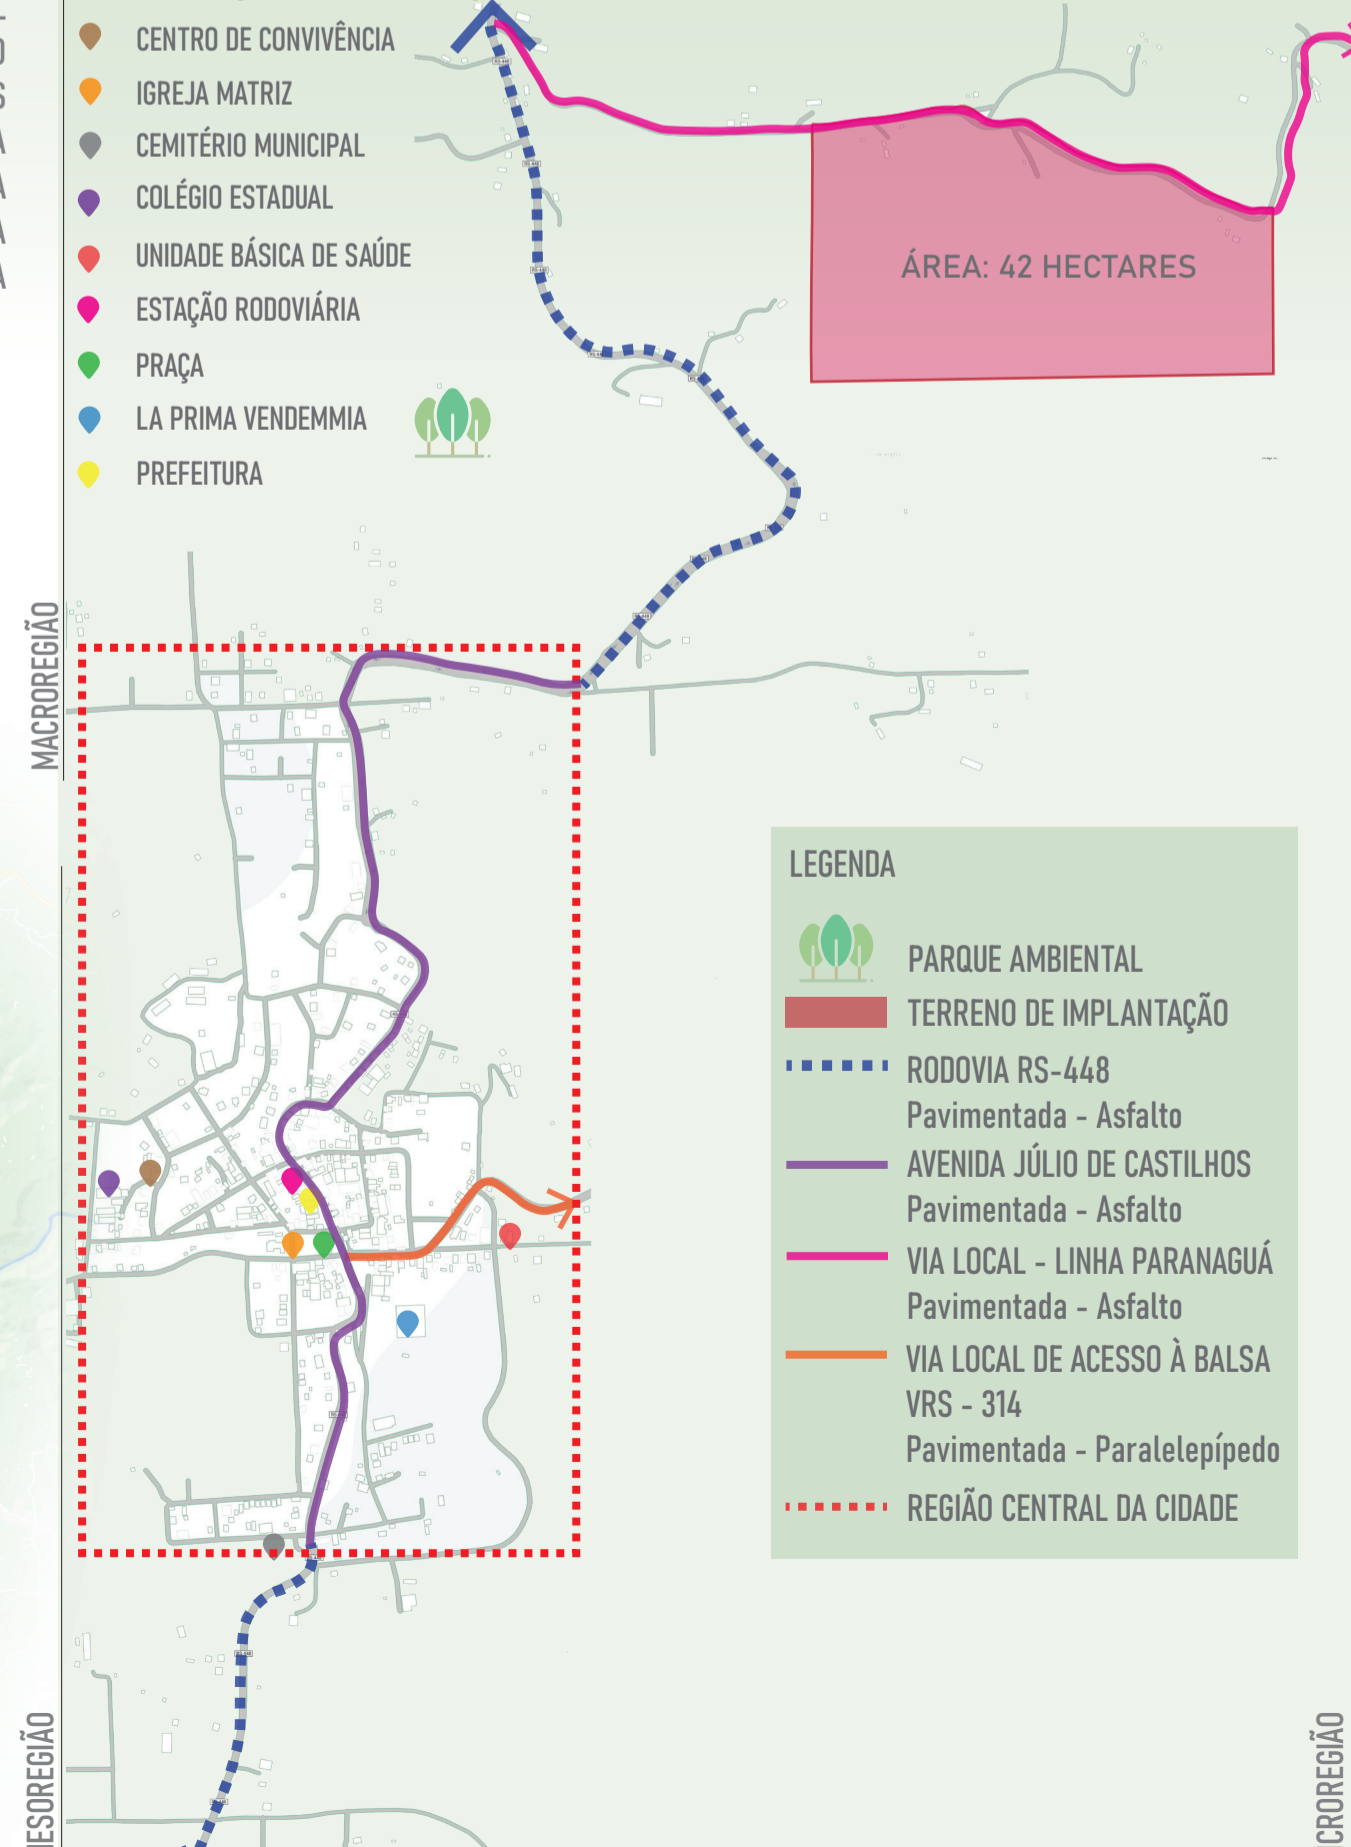 CENTRO DE CONVIVÊNCIA
IGREJA MATRIZ
CEMITÉRIO MUNICIPAL
COLÉGIO ESTADUAL
UNIDADE BÁSICA DE SAÚDE
ESTAÇÃO RODOVIÁRIA
PRAÇA
LA PRIMA VENDEMMIA
PREFEITURA
ÁREA: 42 HECTARES
MACROREGIÃO
LEGENDA
PARQUE AMBIENTAL
TERRENO DE IMPLANTAÇÃO
RODOVIA RS-448
Pavimentada - Asfalto
AVENIDA JÚLIO DE CASTILHOS
Pavimentada - Asfalto
VIA LOCAL - LINHA PARANAGUÁ
Pavimentada - Asfalto
VIA LOCAL DE ACESSO À BALSA
VRS - 314
Pavimentada - Paralelepípedo
REGIÃO CENTRAL DA CIDADE
ESOREGIÃO
CROREGIÃO